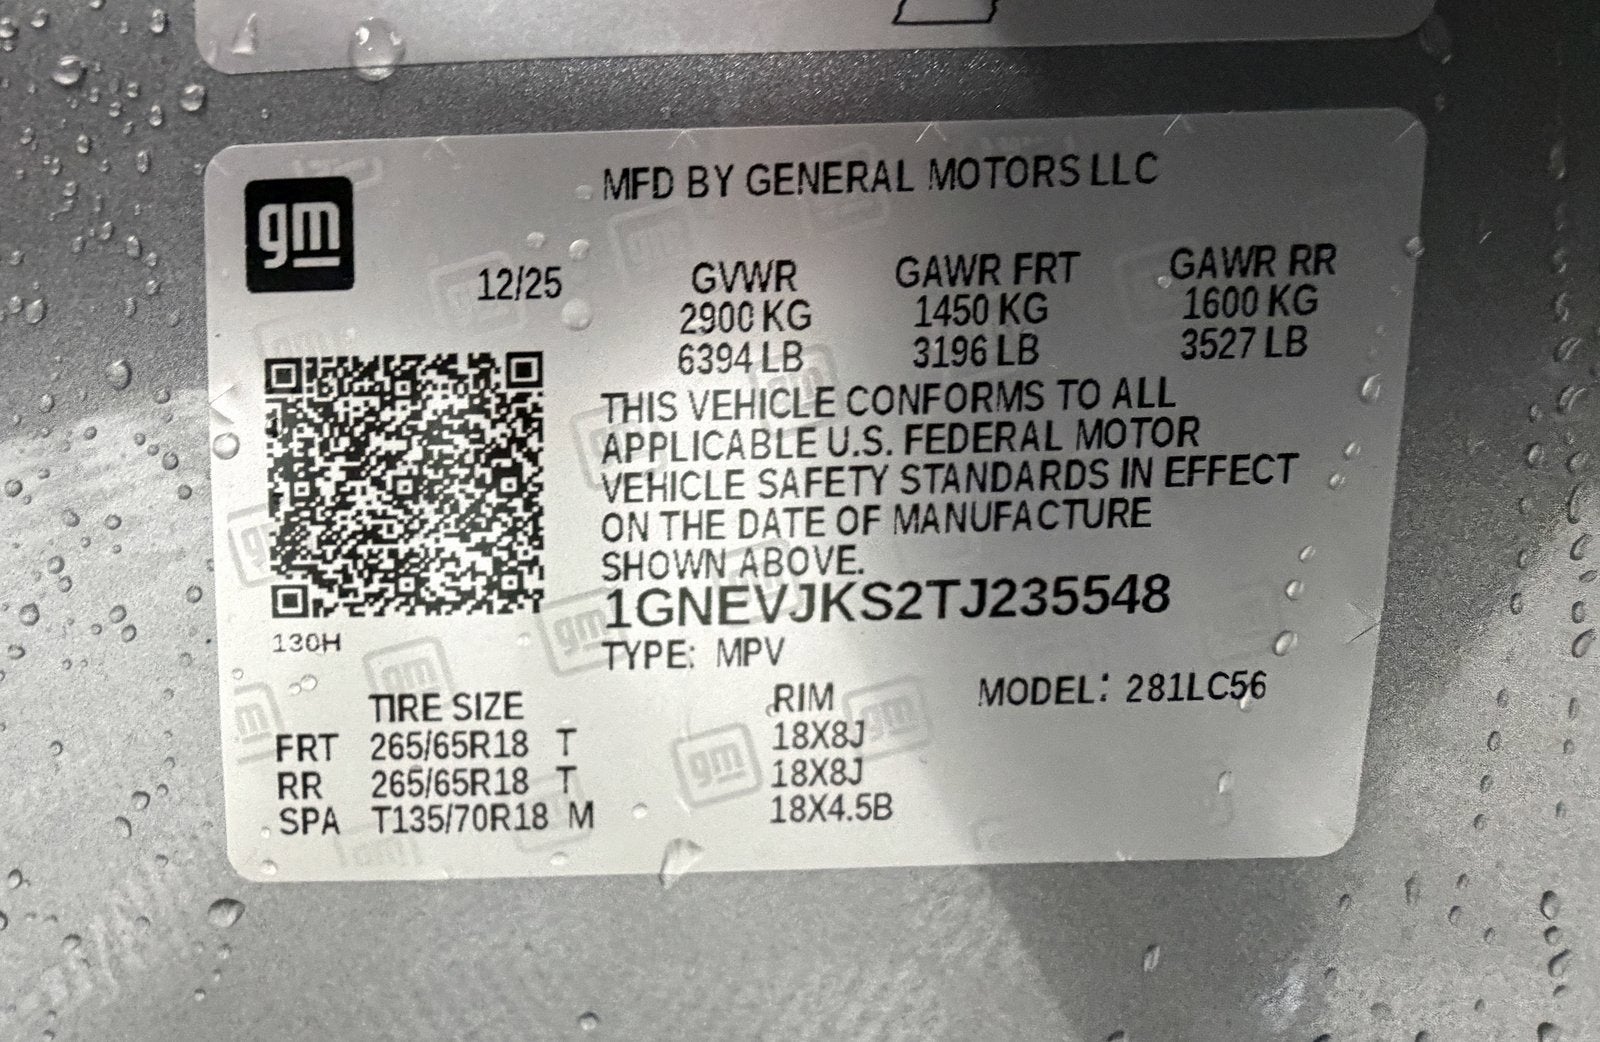 gm
MFD BY GENERAL MOTORS LLC
12/25
GVWR GAWR FRT GAWR RR
2900 KG 1450 KG 1600 KG
6394 LB 3196 LB 3527 LB
THIS VEHICLE CONFORMS TO ALL
APPLICABLE U.S. FEDERAL MOTOR
VEHICLE SAFETY STANDARDS IN EFFECT
ON THE DATE OF MANUFACTURE
SHOWN ABOVE.
1GNEVJKS2TJ235548
130H
TYPE: MPV
MODEL: 281LC56
TIRE SIZE RIM
FRT 265/65R18 T 18X8J
RR 265/65R18 T 18X8J
SPA T135/70R18 M 18X4.5B